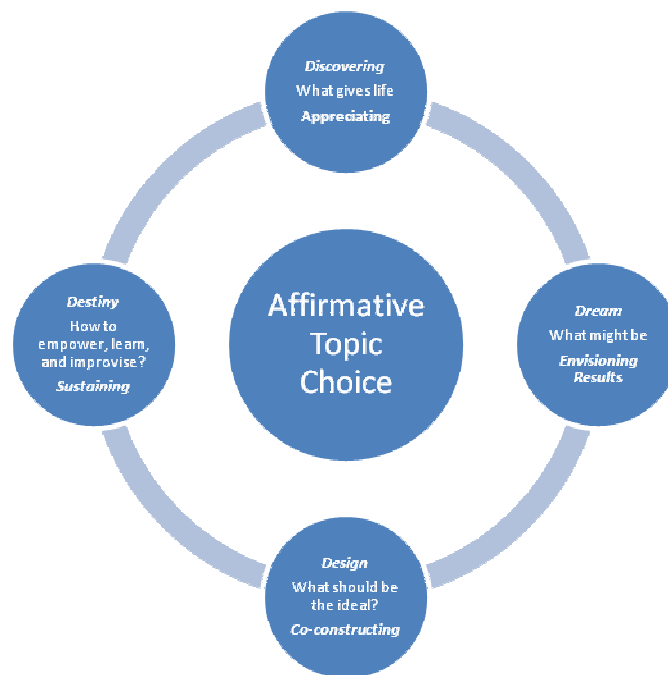 Discovering
What gives life
Appreciating
Affirmative
Topic
Choice
Dream
What might be
Envisioning
Results
Design
What should be
the ideal?
Co-constructing
Destiny
How to
empower, learn,
and improvise?
Sustaining